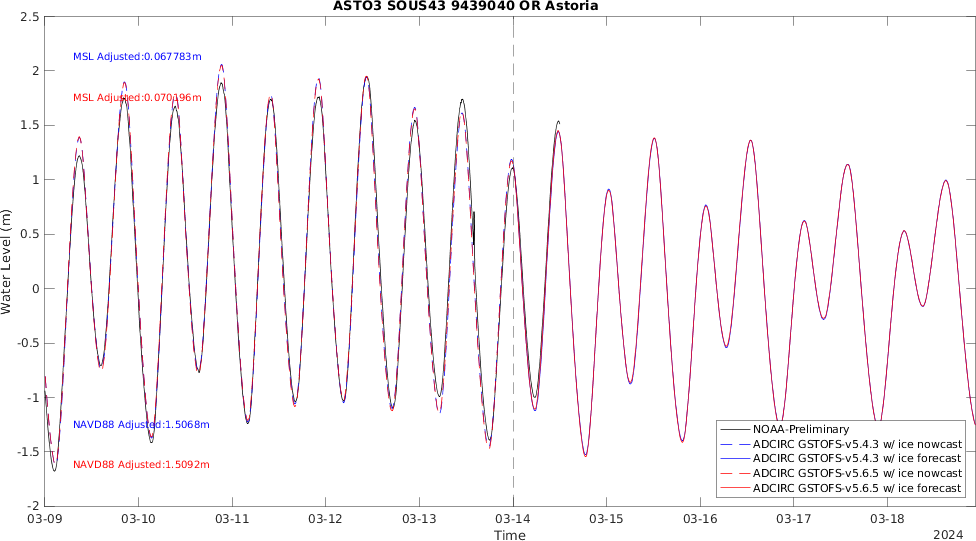 ASTO3 SOUS43 9439040 OR Astoria
2.5
2
1.5
1
0.5
0
-0.5
-1
-1.5
-2
Water Level (m)
MSL Adjusted:0.067783m
MSL Adjusted:0.070196m
NAVD88 Adjusted:1.5068m
NAVD88 Adjusted:1.5092m
NOAA-Preliminary
ADCIRC GSTOFS-v5.4.3 w/ ice nowcast
ADCIRC GSTOFS-v5.4.3 w/ ice forecast
ADCIRC GSTOFS-v5.6.5 w/ ice nowcast
ADCIRC GSTOFS-v5.6.5 w/ ice forecast
03-09 03-10 03-11 03-12 03-13 03-14 03-15 03-16 03-17 03-18
Time
2024